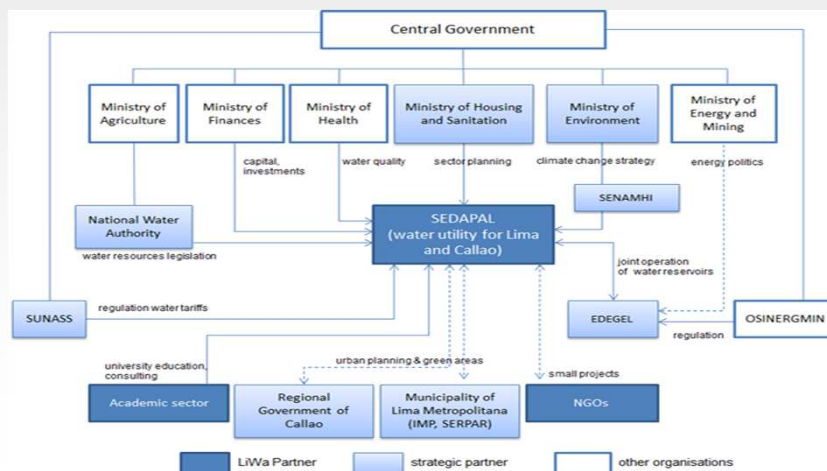 Central Government
Ministry of
Agriculture
Ministry of
Finances
Ministry of
Health
Ministry of Housing
and Sanitation
Ministry of
Environment
Ministry of
Energy and
Mining
capital,
investments
water quality
sector planning
climate change strategy
energy politics
SENAMHI
National Water
Authority
SEDAPAL
(water utility for Lima
and Callao)
water resources legislation
joint operation
of water reservoirs
SUNASS
regulation water tariffs
EDEGEL
OSINERGMIN
regulation
university education,
consulting
urban planning & green areas
small projects
Academic sector
Regional
Government of
Callao
Municipality of
Lima Metropolitana
(IMP, SERPAR)
NGOs
LiWa Partner
strategic partner
other organisations